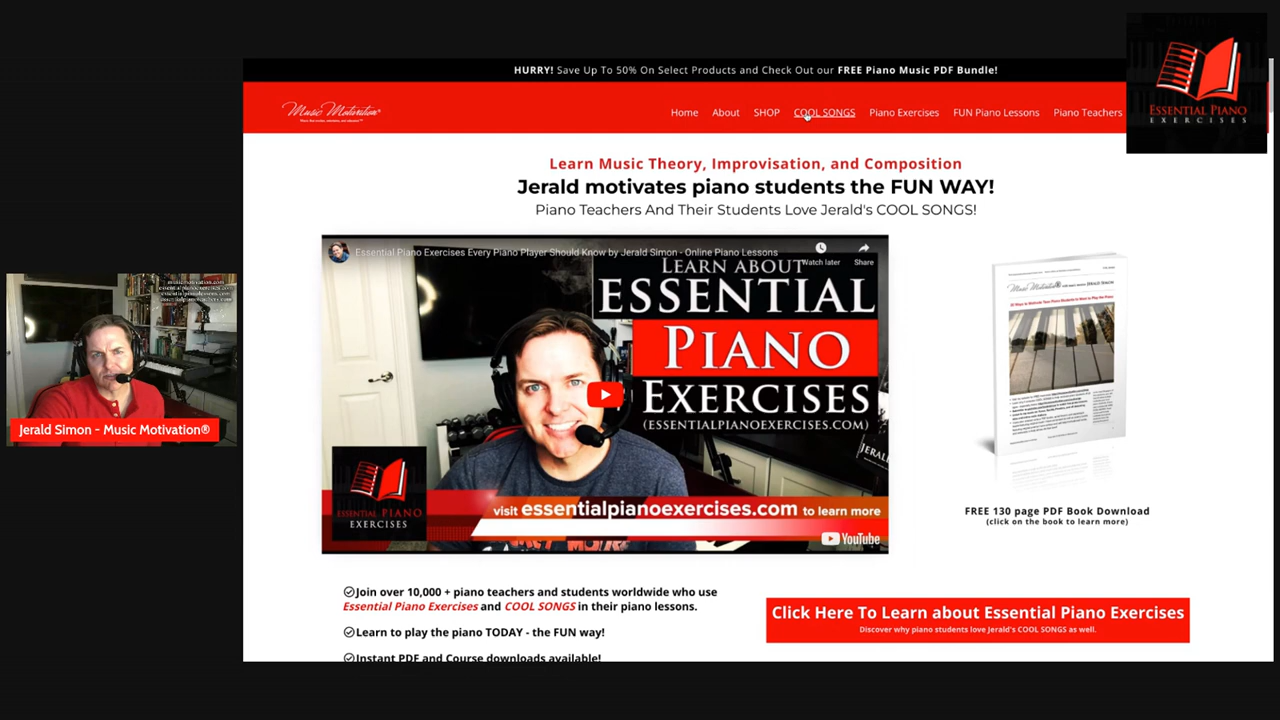 HURRY! Save Up To 50% On Select Products and Check Out our FREE Piano Music PDF Bundle!
Music Motivation®
Home About SHOP COOL SONGS Piano Exercises FUN Piano Lessons Piano Teachers
ESSENTIAL PIANO
EXERCISES
Learn Music Theory, Improvisation, and Composition
Jerald motivates piano students the FUN WAY!
Piano Teachers And Their Students Love Jerald's COOL SONGS!
Essential Piano Exercises Every Piano Player Should Know by Jerald Simon - Online Piano Lessons
Watch later
Share
LEARN ABOUT
ESSENTIAL
PIANO
EXERCISES
(ESSENTIALPIANOEXERCISES.COM)
ESSENTIAL PIANO
EXERCISES
visit essentialpianoexercises.com to learn more
YouTube
Music Motivation®
FREE 130 page PDF Book Download
(click on the book to learn more)
musicmotivation.com
essentialpianoexercises.com
Jerald Simon - Music Motivation®
Join over 10,000 + piano teachers and students worldwide who use
Essential Piano Exercises and COOL SONGS in their piano lessons.
Learn to play the piano TODAY - the FUN way!
Instant PDF and Course downloads available!
Click Here To Learn about Essential Piano Exercises
Discover why piano students love Jerald's COOL SONGS as well.